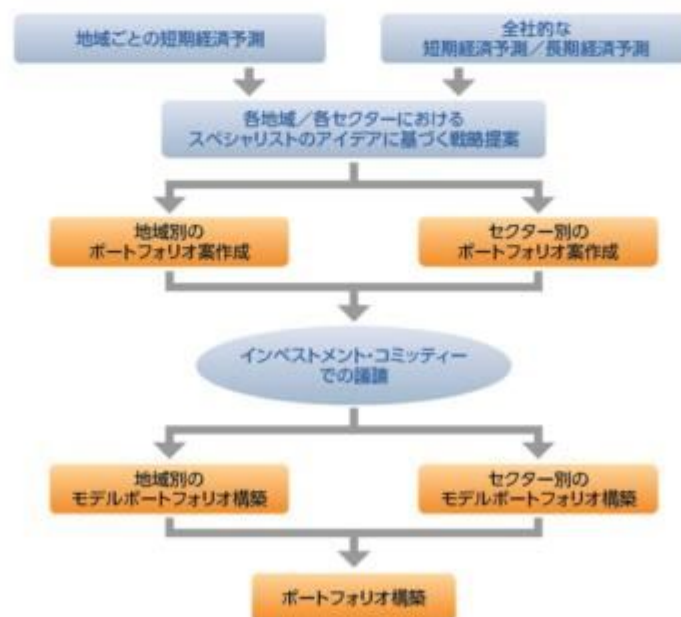 地域ごとの短期経済予測
全社的な
短期経済予測／長期経済予測
各地域／各セクターにおける
スペシャリストのアイデアに基づく戦略提案
地域別の
ポートフォリオ案作成
セクター別の
ポートフォリオ案作成
インベストメント・コミッティー
での議論
地域別の
モデルポートフォリオ構築
セクター別の
モデルポートフォリオ構築
ポートフォリオ構築